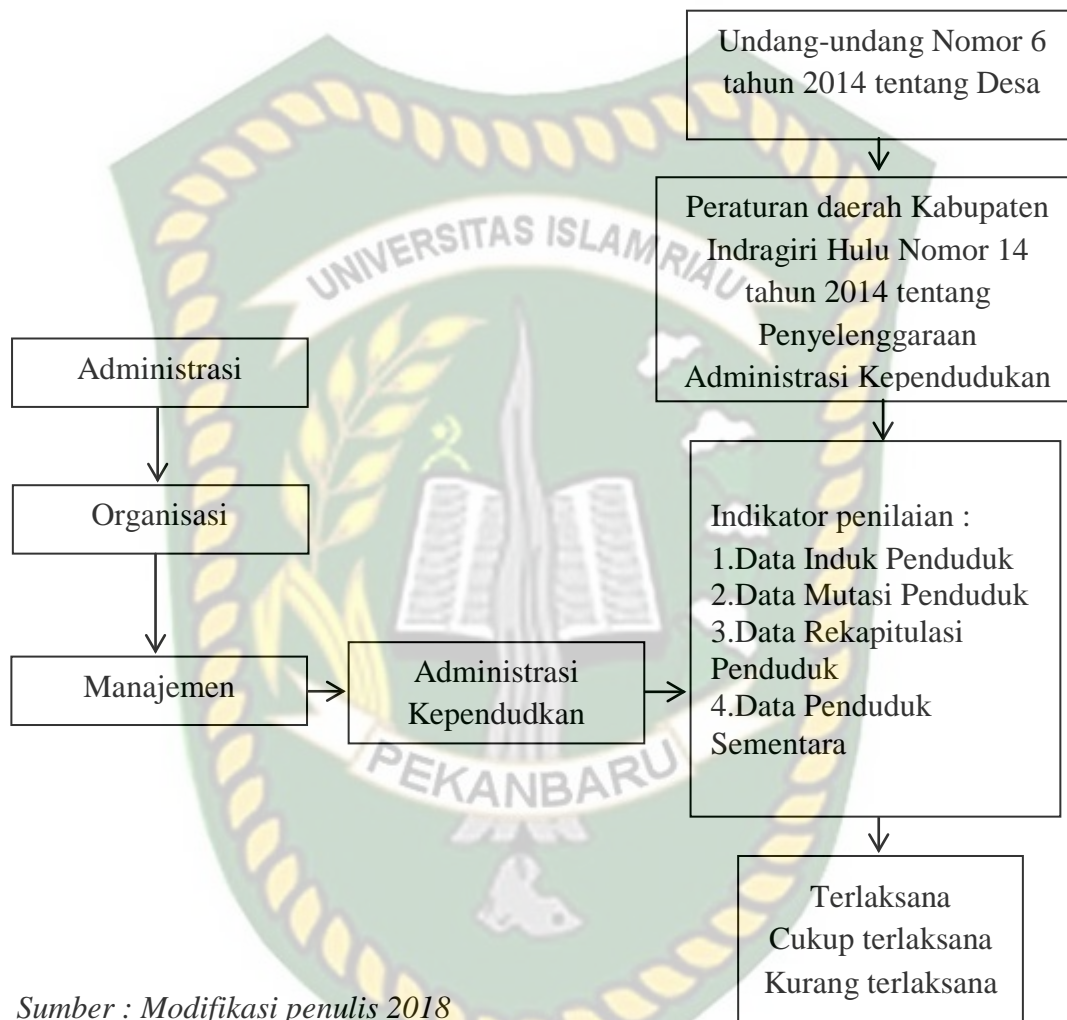 Undang-undang Nomor 6
tahun 2014 tentang Desa
Peraturan daerah Kabupaten
Indragiri Hulu Nomor 14
tahun 2014 tentang
Penyelenggaraan
Administrasi Kependudukan
UNIVERSITAS ISLAM RIAU
Administrasi
Organisasi
Manajemen
Administrasi
Kependudkan
Indikator penilaian :
1.Data Induk Penduduk
2.Data Mutasi Penduduk
3.Data Rekapitulasi
Penduduk
4.Data Penduduk
Sementara
PEKANBARU
Terlaksana
Cukup terlaksana
Kurang terlaksana
Sumber : Modifikasi penulis 2018